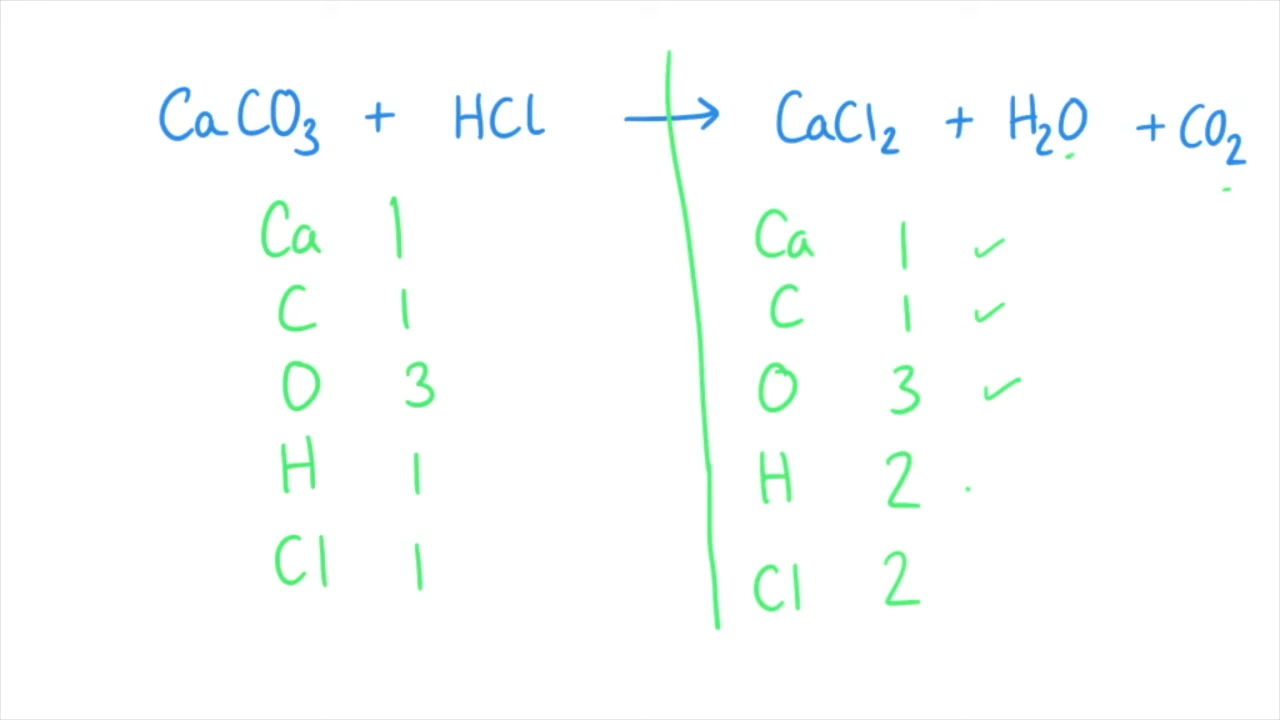 CaCO₃ + HCl → CaCl₂ + H₂O + CO₂
Ca 1 Ca 1 ✓
C 1 C 1 ✓
O 3 O 3 ✓
H 1 H 2
Cl 1 Cl 2